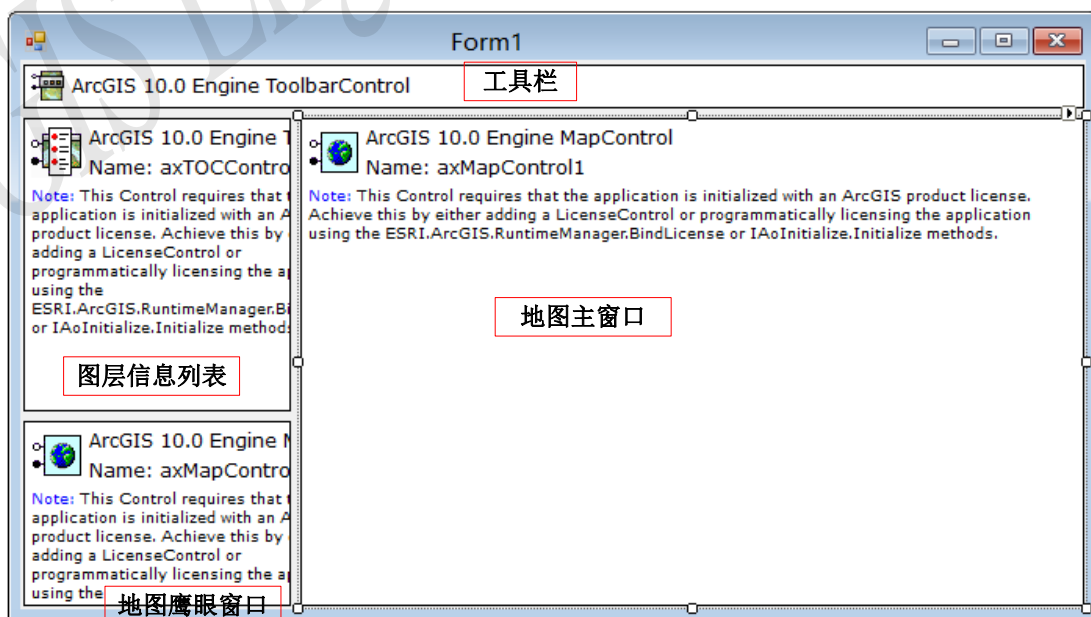 Form1
ArcGIS 10.0 Engine ToolbarControl
工具栏
ArcGIS 10.0 Engine
Name: axTOCContro
Note: This Control requires that
application is initialized with an A
product license. Achieve this by
adding a LicenseControl or
programmatically licensing the ap
using the
ESRI.ArcGIS.RuntimeManager.Bi
or IAoInitialize.Initialize method
图层信息列表
ArcGIS 10.0 Engine MapControl
Name: axMapControl1
Note: This Control requires that the application is initialized with an ArcGIS product license.
Achieve this by either adding a LicenseControl or programmatically licensing the application
using the ESRI.ArcGIS.RuntimeManager.BindLicense or IAoInitialize.Initialize methods.
地图主窗口
ArcGIS 10.0 Engine
Name: axMapContro
Note: This Control requires that
application is initialized with an A
product license. Achieve this by
adding a LicenseControl or
programmatically licensing the ap
using the
地图鹰眼窗口